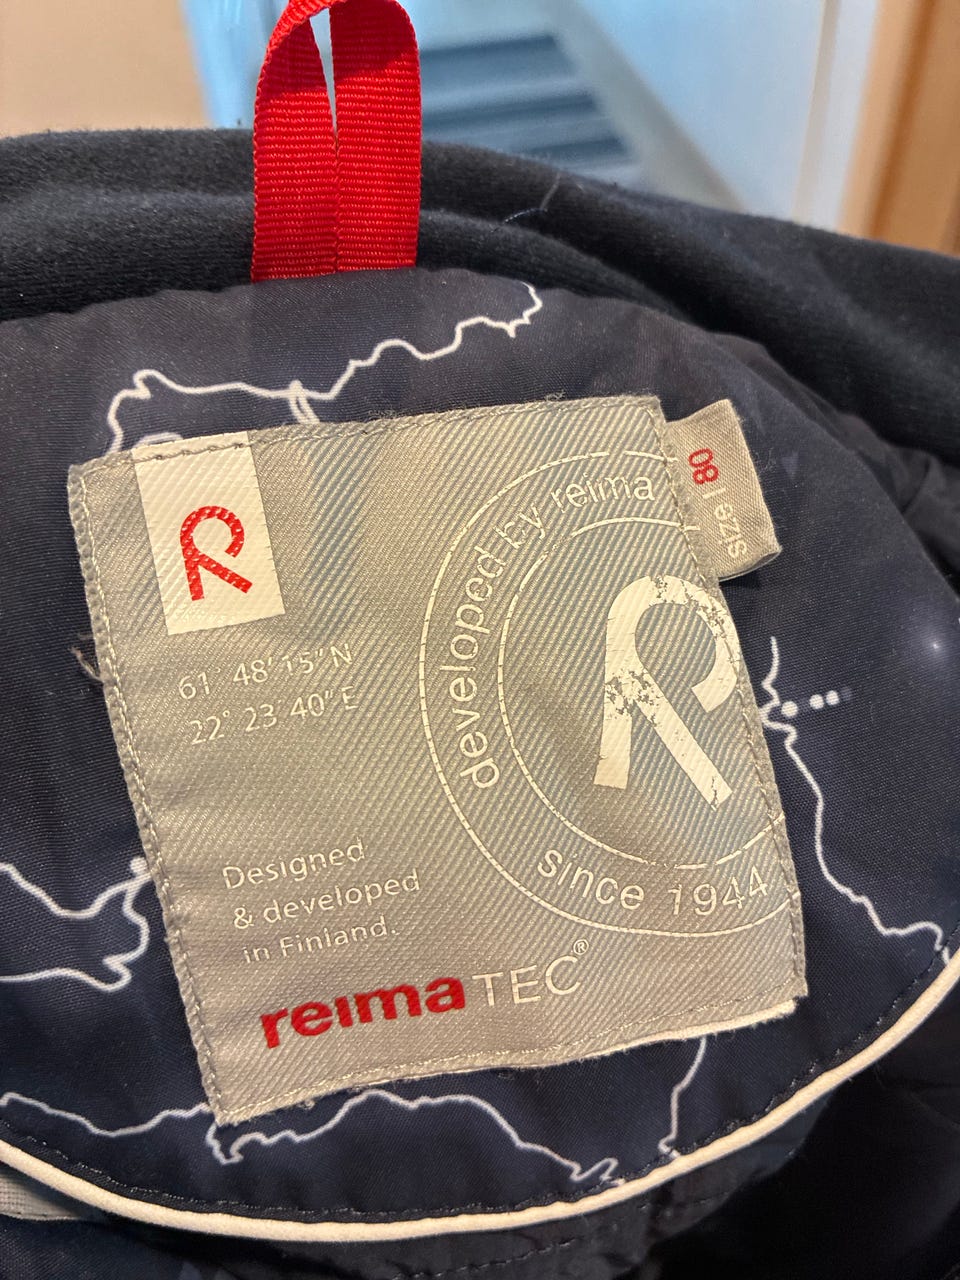 61° 48' 15" N
22° 23' 40" E
Designed
& developed
in Finland.
reima TEC®
developed by reima
since 1944
size | 80